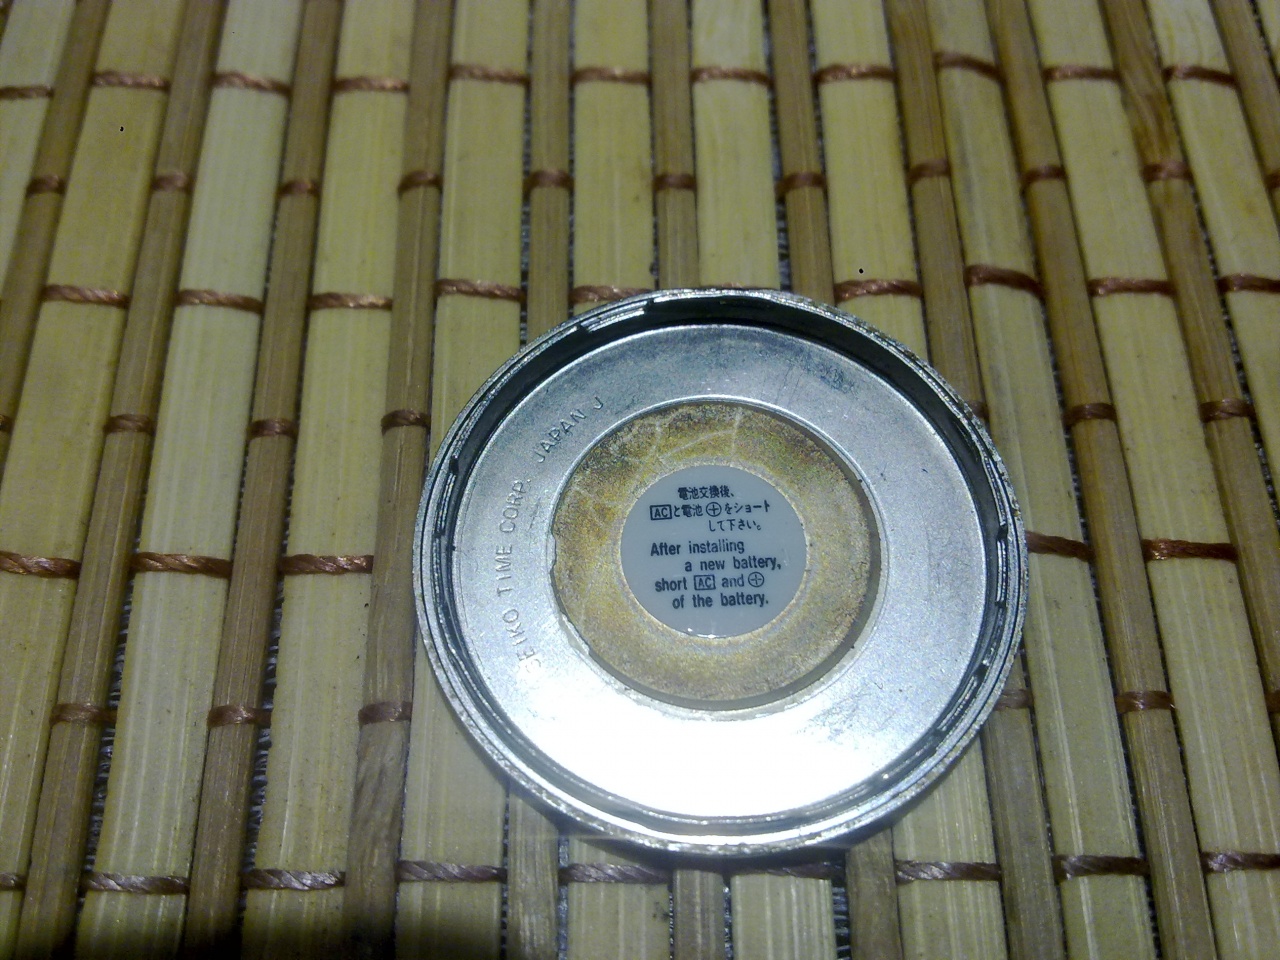 SEIKO TIME CORP. JAPAN J
電池交換後、
ACと電池⊕をショート
して下さい。
After installing
a new battery,
short AC and ⊕
of the battery.